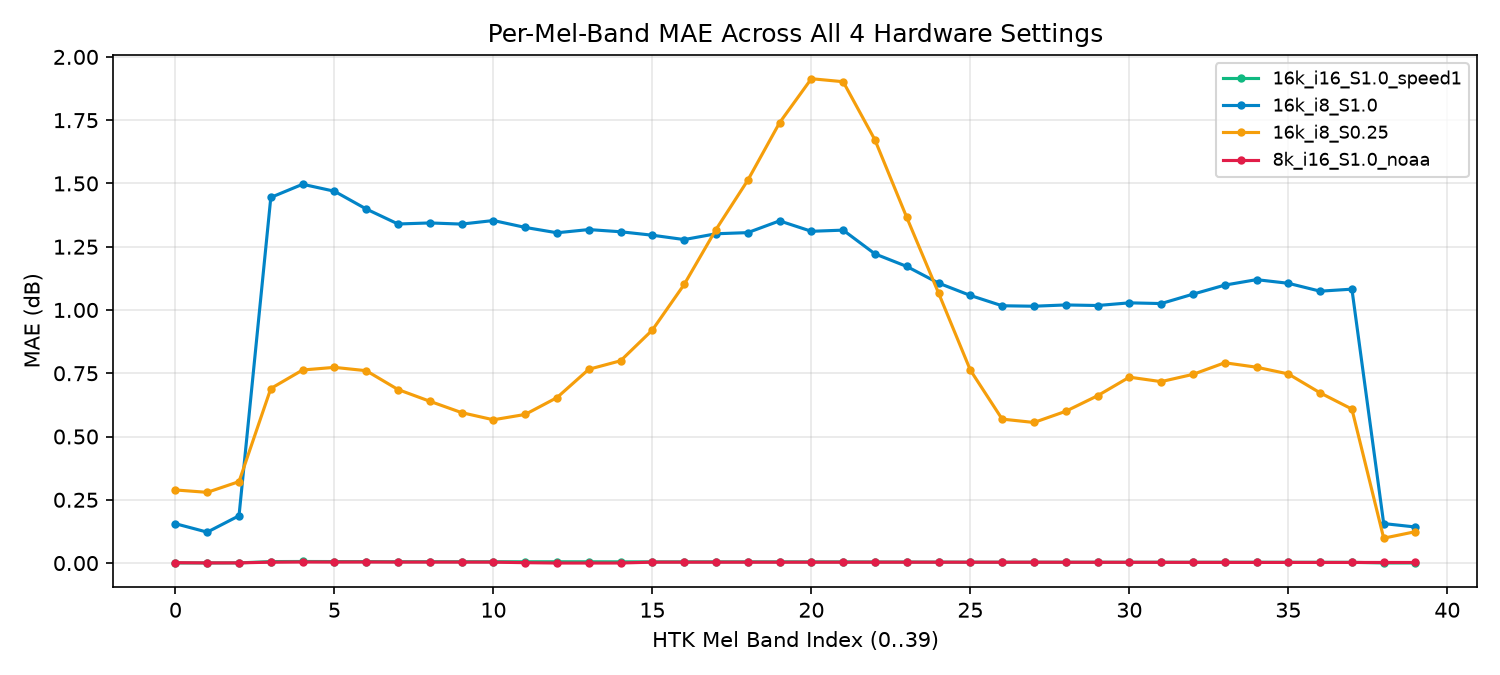 Per-Mel-Band MAE Across All 4 Hardware Settings
16k_i16_S1.0_speed1
16k_i8_S1.0
16k_i8_S0.25
8k_i16_S1.0_noaa
MAE (dB)
2.00
1.75
1.50
1.25
1.00
0.75
0.50
0.25
0.00
0 5 10 15 20 25 30 35 40
HTK Mel Band Index (0..39)